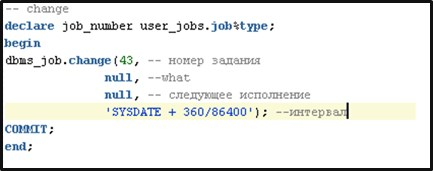 -- change
declare job_number user_jobs.job%type;
begin
dbms_job.change(43, -- номер задания
null, --what
null, -- следующее исполнение
'SYSDATE + 360/86400'); --интервал
COMMIT;
end;